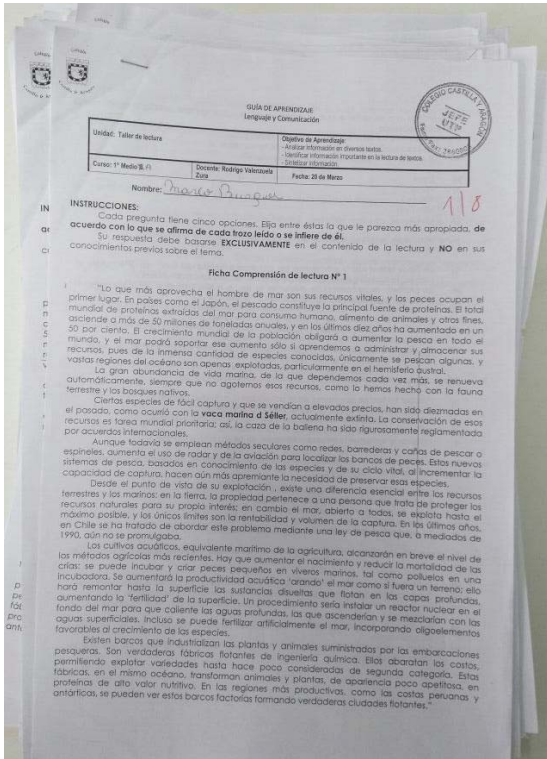 GUÍA DE APRENDIZAJE
Lenguaje y Comunicación
COLEGIO CASTILLA Y ARAGON
JEFE
UTP
Unidad: Taller de lectura
Objetivo de Aprendizaje:
- Analizar información en diversos textos.
- Identificar información importante en la lectura de textos.
- Sintetizar información.
Curso: 1° Medio
Docente: Rodrigo Valenzuela
Fecha: 20 de Marzo
Nombre: Marco
1/8
INSTRUCCIONES:
Cada pregunta tiene cinco opciones. Elija entre éstas la que le parezca más apropiada, de
acuerdo con lo que se afirma de cada trozo leído o se infiere de él.
Su respuesta debe basarse EXCLUSIVAMENTE en el contenido de la lectura y NO en sus
conocimientos previos sobre el tema.
Ficha Comprensión de lectura N° 1
"Lo que más aprovecha el hombre de mar son sus recursos vitales, y los peces ocupan el
primer lugar. En países como el Japón, el pescado constituye la principal fuente de proteínas. El total
mundial de proteínas extraídos del mar para consumo humano, alimento de animales y otros fines,
asciende a más de 50 millones de toneladas anuales, y en los últimos diez años ha aumentado en un
50 por ciento. El crecimiento mundial de la población obligará a aumentar la pesca en todo el
mundo, y el mar podrá soportar ese aumento sólo si aprendemos a administrar y almacenar sus
recursos, pues de la inmensa cantidad de especies conocidas, únicamente se pescan algunas, y
vastas regiones del océano son apenas explotadas, particularmente en el hemisferio austral.
La gran abundancia de vida marina, de la que dependemos cada vez más, se renueva
automáticamente, siempre que no agotemos esos recursos, como lo hemos hecho con la fauna
terrestre y los bosques nativos.
Ciertas especies de fácil captura y que se vendían a elevados precios, han sido diezmadas en
el pasado, como ocurrió con la vaca marina d Séller, actualmente extinta. La conservación de esos
recursos es tarea mundial prioritaria; así, la caza de la ballena ha sido rigurosamente reglamentada
por acuerdos internacionales.
Aunque todavía se emplean métodos seculares como redes, barrederas y cañas de pescar o
espineles, aumenta el uso de radar y de la aviación para localizar los bancos de peces. Estos nuevos
sistemas de pesca, basados en conocimiento de las especies y de su ciclo vital, al incrementar la
capacidad de captura, hacen aún más apremiante la necesidad de preservar esas especies.
Desde el punto de vista de su explotación , existe una diferencia esencial entre los recursos
terrestres y los marinos: en la tierra, la propiedad pertenece a una persona que trata de proteger los
recursos naturales para su propio interés; en cambio el mar, abierto a todos, se explota hasta el
máximo posible, y los únicos límites son la rentabilidad y volumen de la captura. En los últimos años,
en Chile se ha tratado de abordar este problema mediante una ley de pesca que, a mediados de
1990, aún no se promulgaba.
Los cultivos acuáticos, equivalente marítimo de la agricultura, alcanzarán en breve el nivel de
los métodos agrícolas más recientes. Hay que aumentar el nacimiento y reducir la mortalidad de las
crías: se puede incubar y criar peces pequeños en viveros marinos, tal como polluelos en una
incubadora. Se aumentará la productividad acuática 'arando' el mar como si fuera un terreno; ello
hará remontar hasta la superficie las sustancias disueltas que flotan en las capas profundas,
aumentando la "fertilidad" de la superficie. Un procedimiento sería instalar un reactor nuclear en el
fondo del mar para que caliente las aguas profundas, las que ascenderían y se mezclarían con las
aguas superficiales. Incluso se puede fertilizar artificialmente el mar, incorporando oligoelementos
favorables al crecimiento de las especies.
Existen barcos que industrializan las plantas y animales suministrados por las embarcaciones
pesqueras. Son verdaderas fábricas flotantes de ingeniería química. Ellos abaratan los costos,
permitiendo explotar variedades hasta hace poco consideradas de segunda categoría. Estas
fábricas, en el mismo océano, transforman animales y plantas, de apariencia poco apetitosa, en
proteínas de alto valor nutritivo. En las regiones más productivas, como las costas peruanas y
antárticas, se pueden ver estos barcos factorías formando verdaderas ciudades flotantes."